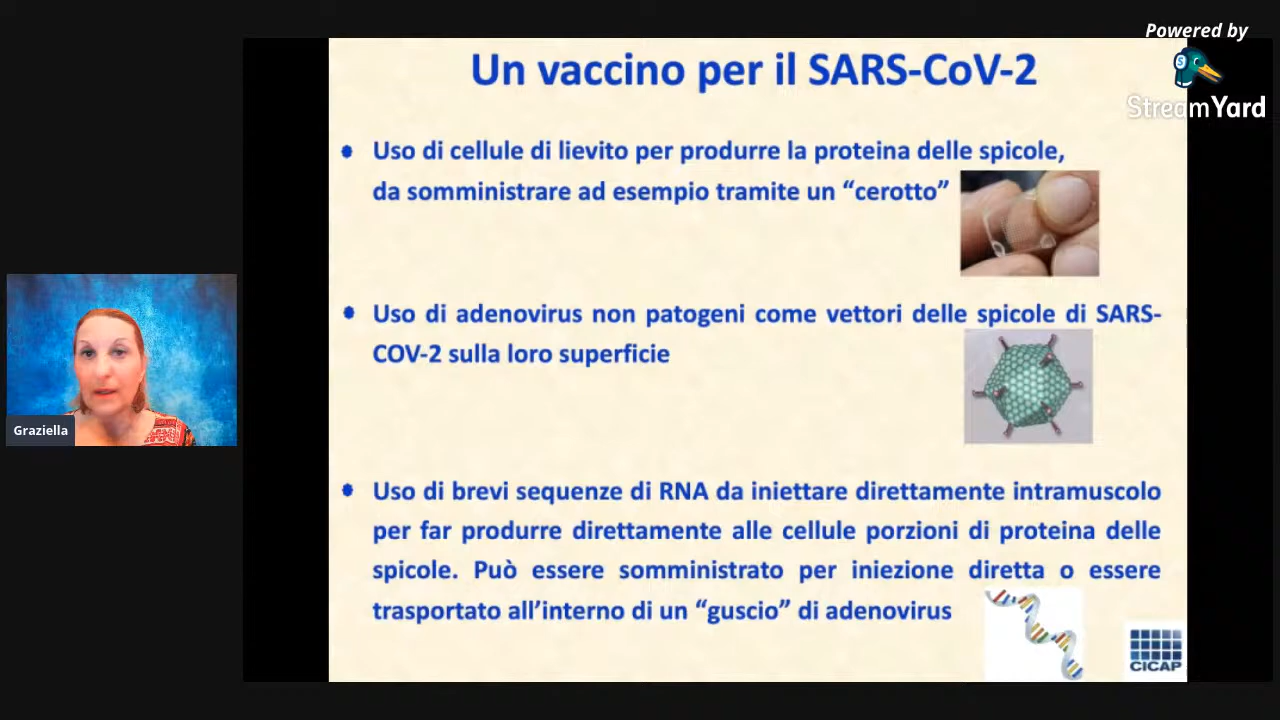 Powered by
StreamYard
Un vaccino per il SARS-CoV-2
Uso di cellule di lievito per produrre la proteina delle spicole,
da somministrare ad esempio tramite un “cerotto”
Uso di adenovirus non patogeni come vettori delle spicole di SARS-
COV-2 sulla loro superficie
Uso di brevi sequenze di RNA da iniettare direttamente intramuscolo
per far produrre direttamente alle cellule porzioni di proteina delle
spicole. Può essere somministrato per iniezione diretta o essere
trasportato all’interno di un “guscio” di adenovirus
CICAP
Graziella